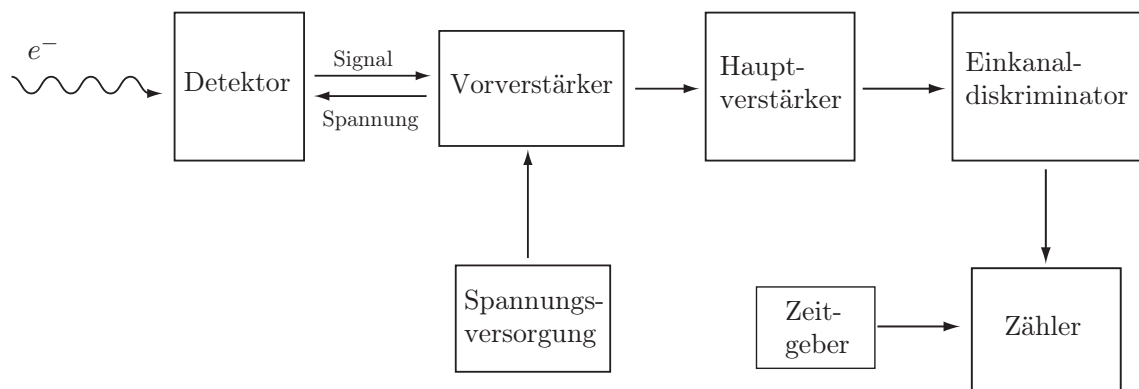 e⁻
Detektor
Signal
Spannung
Vorverstärker
Haupt-
verstärker
Einkanal-
diskriminator
Spannungs-
versorgung
Zeit-
geber
Zähler